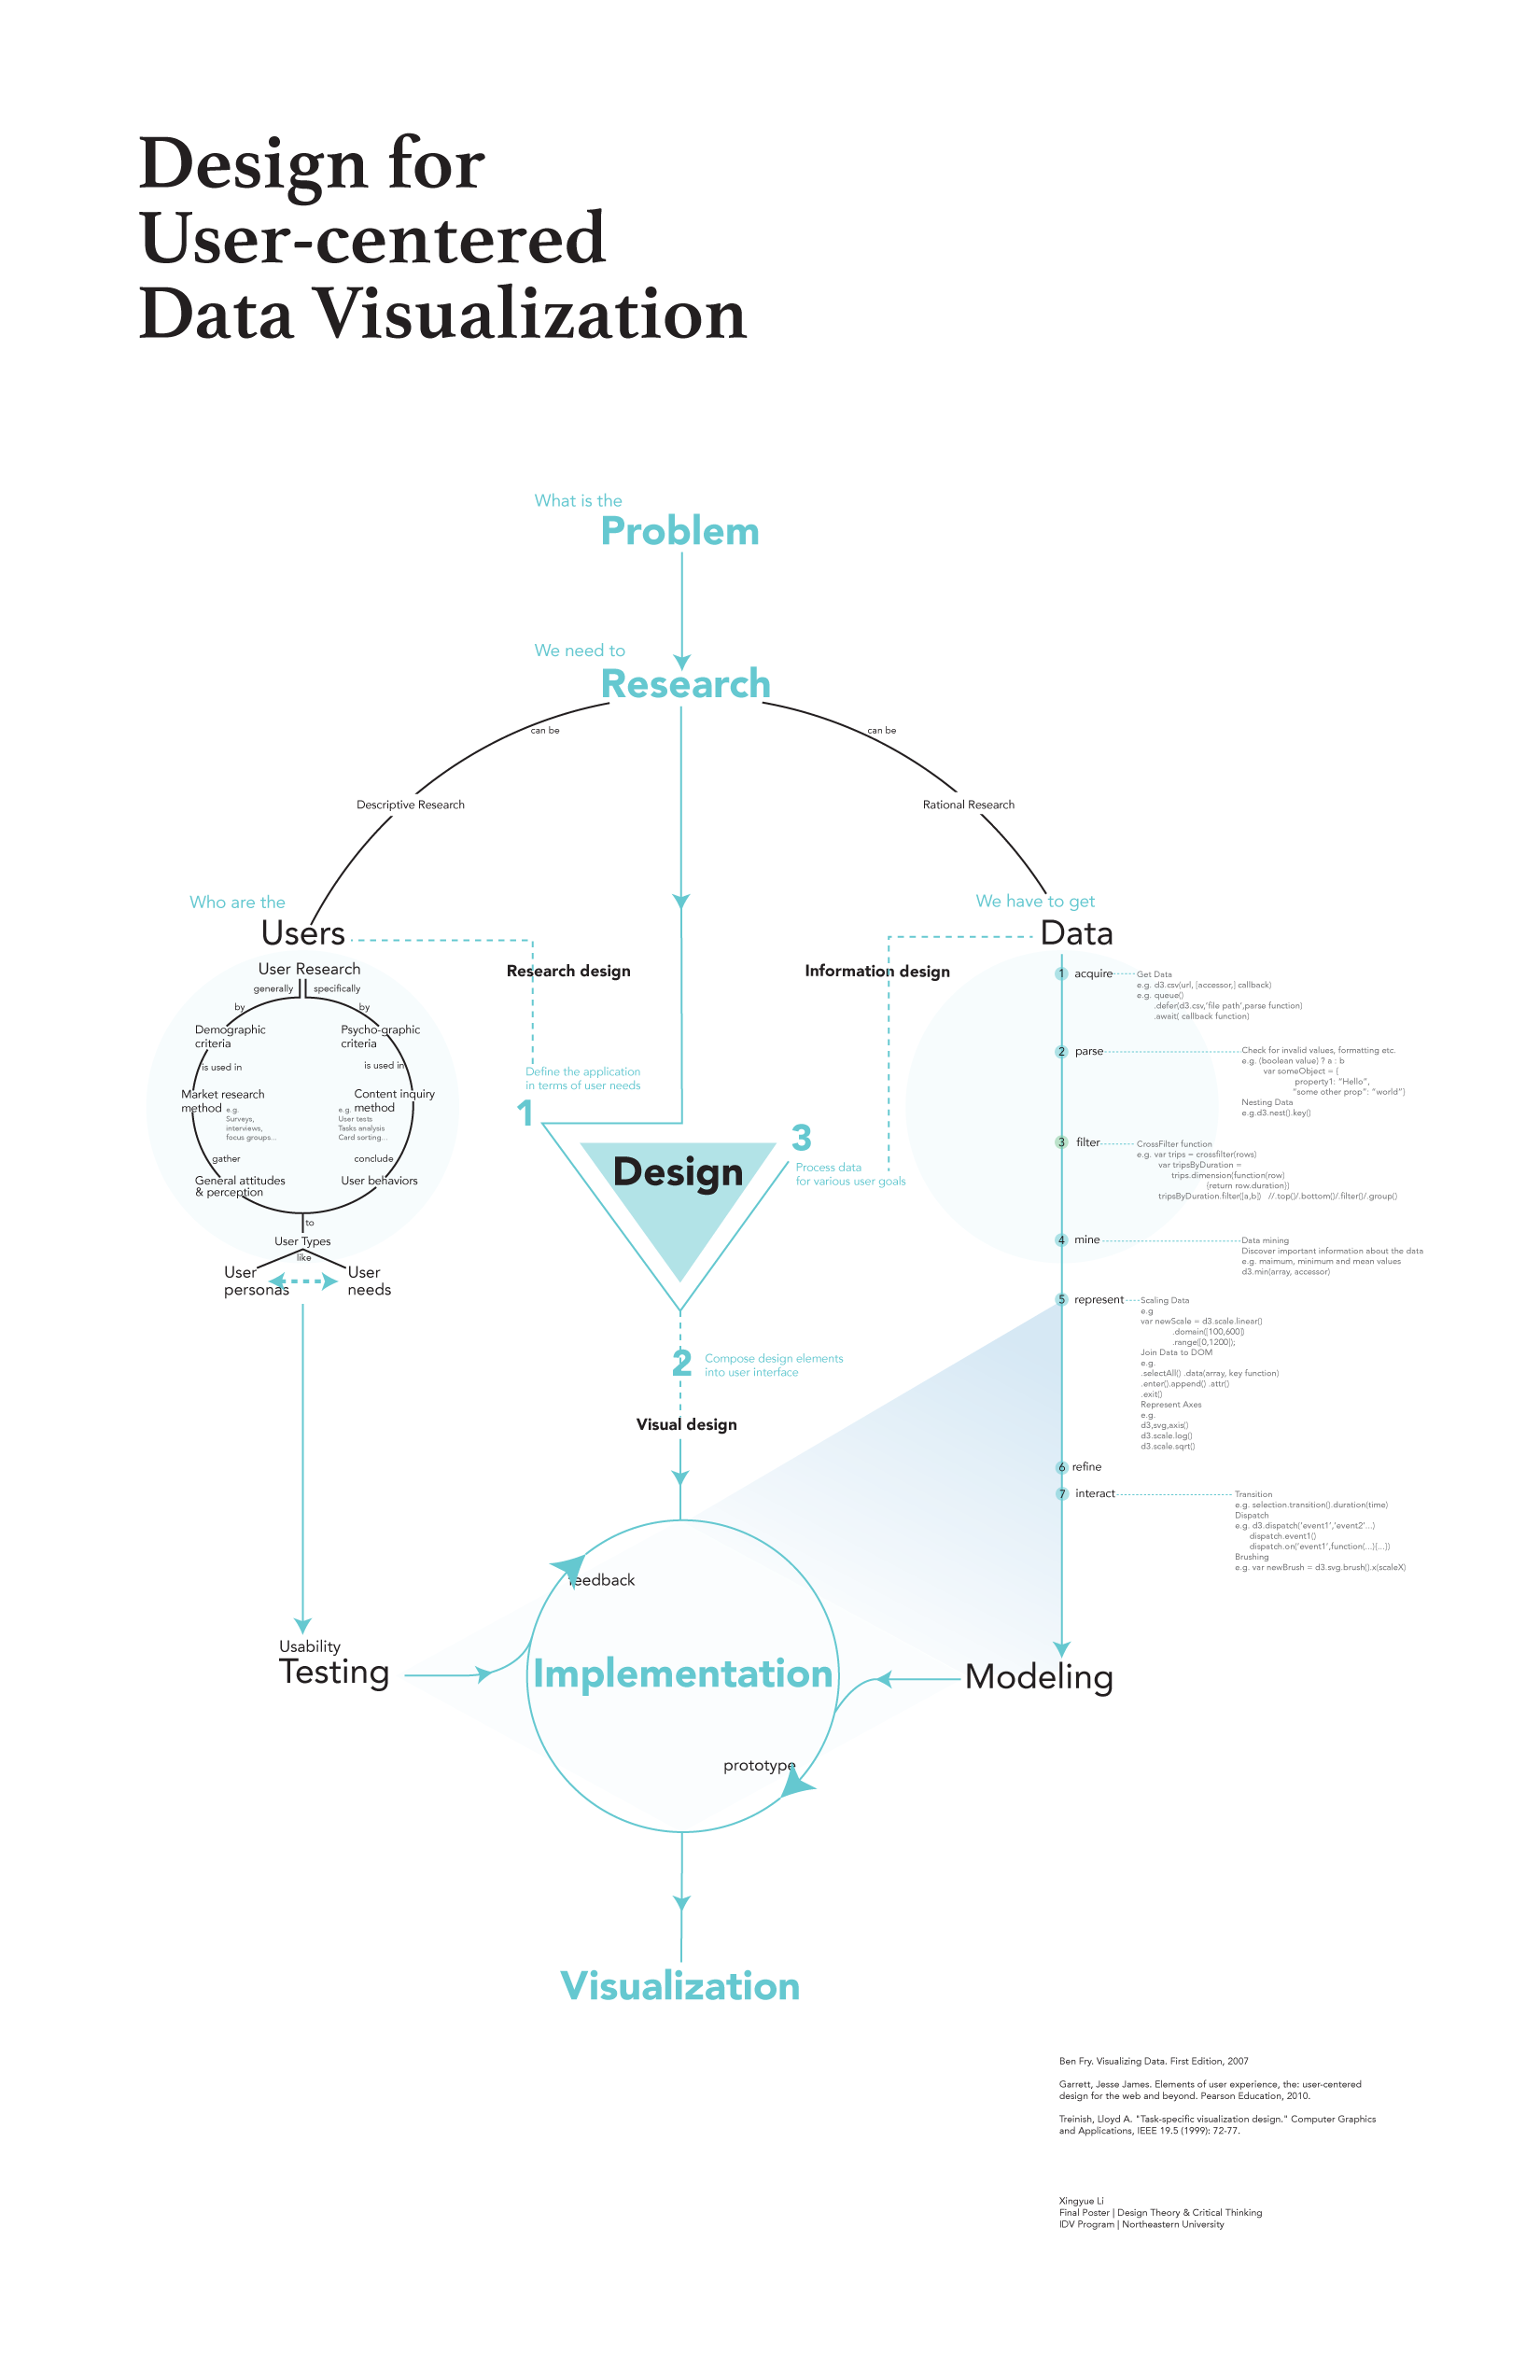 Design for
User-centered
Data Visualization
What is the
Problem
We need to
Research
can be
can be
Descriptive Research
Rational Research
Who are the
Users
User Research
generally
specifically
by
by
Demographic
criteria
Psycho-graphic
criteria
is used in
is used in
Market research
method
e.g.
Surveys,
interviews,
focus groups...
Content inquiry
method
e.g.
User tests
Tasks analysis
Card sorting...
gather
conclude
General attitudes
& perception
User behaviors
to
User Types
like
User
personas
User
needs
Research design
Information design
Define the application
in terms of user needs
1
Design
3
Process data
for various user goals
2
Compose design elements
into user interface
Visual design
We have to get
Data
1 acquire
Get Data
e.g. d3.csv(url, [accessor,] callback)
e.g. queue()
.defer(d3.csv,'file path',parse function)
.await( callback function)
2 parse
Check for invalid values, formatting etc.
e.g. (boolean value) ? a : b
var someObject = {
property1: "Hello",
"some other prop": "world"}
Nesting Data
e.g.d3.nest().key()
3 filter
CrossFilter function
e.g. var trips = crossfilter(rows)
var tripsByDuration =
trips.dimension(function(row)
{return row.duration})
tripsByDuration.filter([a,b]) //.top()/.bottom()/.filter()/.group()
4 mine
Data mining
Discover important information about the data
e.g. maimum, minimum and mean values
d3.min(array, accessor)
5 represent
Scaling Data
e.g
var newScale = d3.scale.linear()
.domain([100,600])
.range([0,1200]);
Join Data to DOM
e.g.
.selectAll() .data(array, key function)
.enter().append() .attr()
.exit()
Represent Axes
e.g.
d3,svg,axis()
d3.scale.log()
d3.scale.sqrt()
6 refine
7 interact
Transition
e.g. selection.transition().duration(time)
Dispatch
e.g. d3.dispatch('event1','event2'...)
dispatch.event1()
dispatch.on('event1',function(...){...})
Brushing
e.g. var newBrush = d3.svg.brush().x(scaleX)
feedback
Usability
Testing
Implementation
Modeling
prototype
Visualization
Ben Fry. Visualizing Data. First Edition, 2007
Garrett, Jesse James. Elements of user experience, the: user-centered
design for the web and beyond. Pearson Education, 2010.
Treinish, Lloyd A. "Task-specific visualization design." Computer Graphics
and Applications, IEEE 19.5 (1999): 72-77.
Xingyue Li
Final Poster | Design Theory & Critical Thinking
IDV Program | Northeastern University